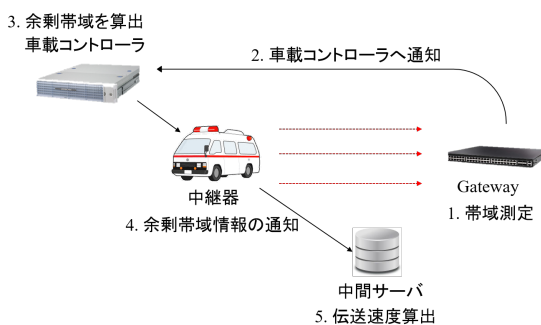 3. 余剰帯域を算出
車載コントローラ
2. 車載コントローラへ通知
中継器
4. 余剰帯域情報の通知
Gateway
1. 帯域測定
中間サーバ
5. 伝送速度算出